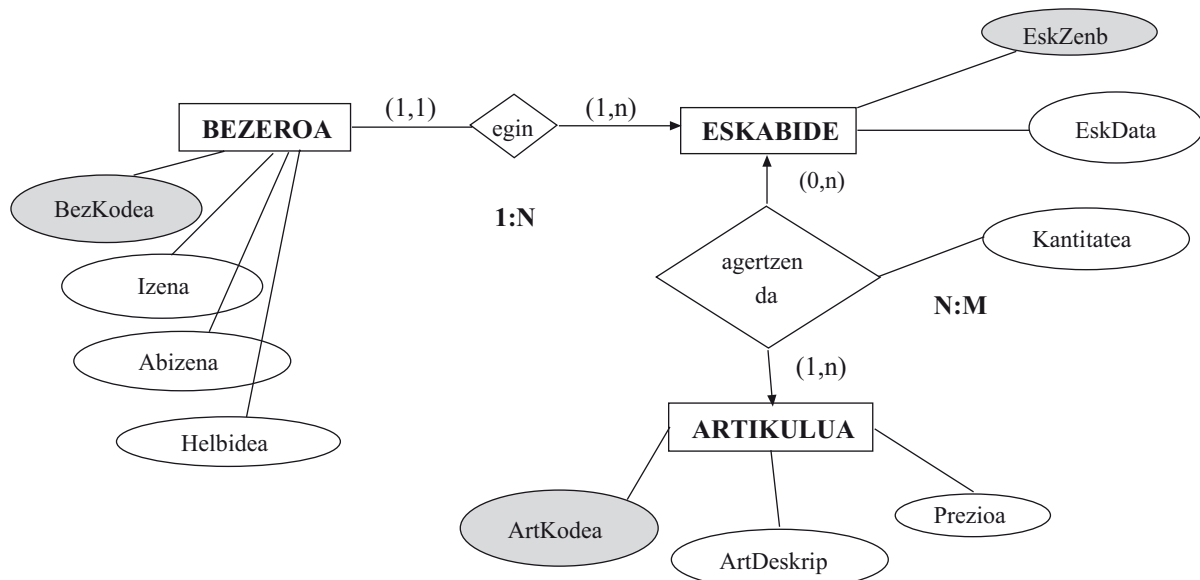 EskZenb
(1,1)
(1,n)
BEZEROA
egin
ESKABIDE
EskData
(0,n)
BezKodea
1:N
Kantitatea
agertzen
da
Izena
N:M
Abizena
(1,n)
Helbidea
ARTIKULUA
Prezioa
ArtKodea
ArtDeskrip